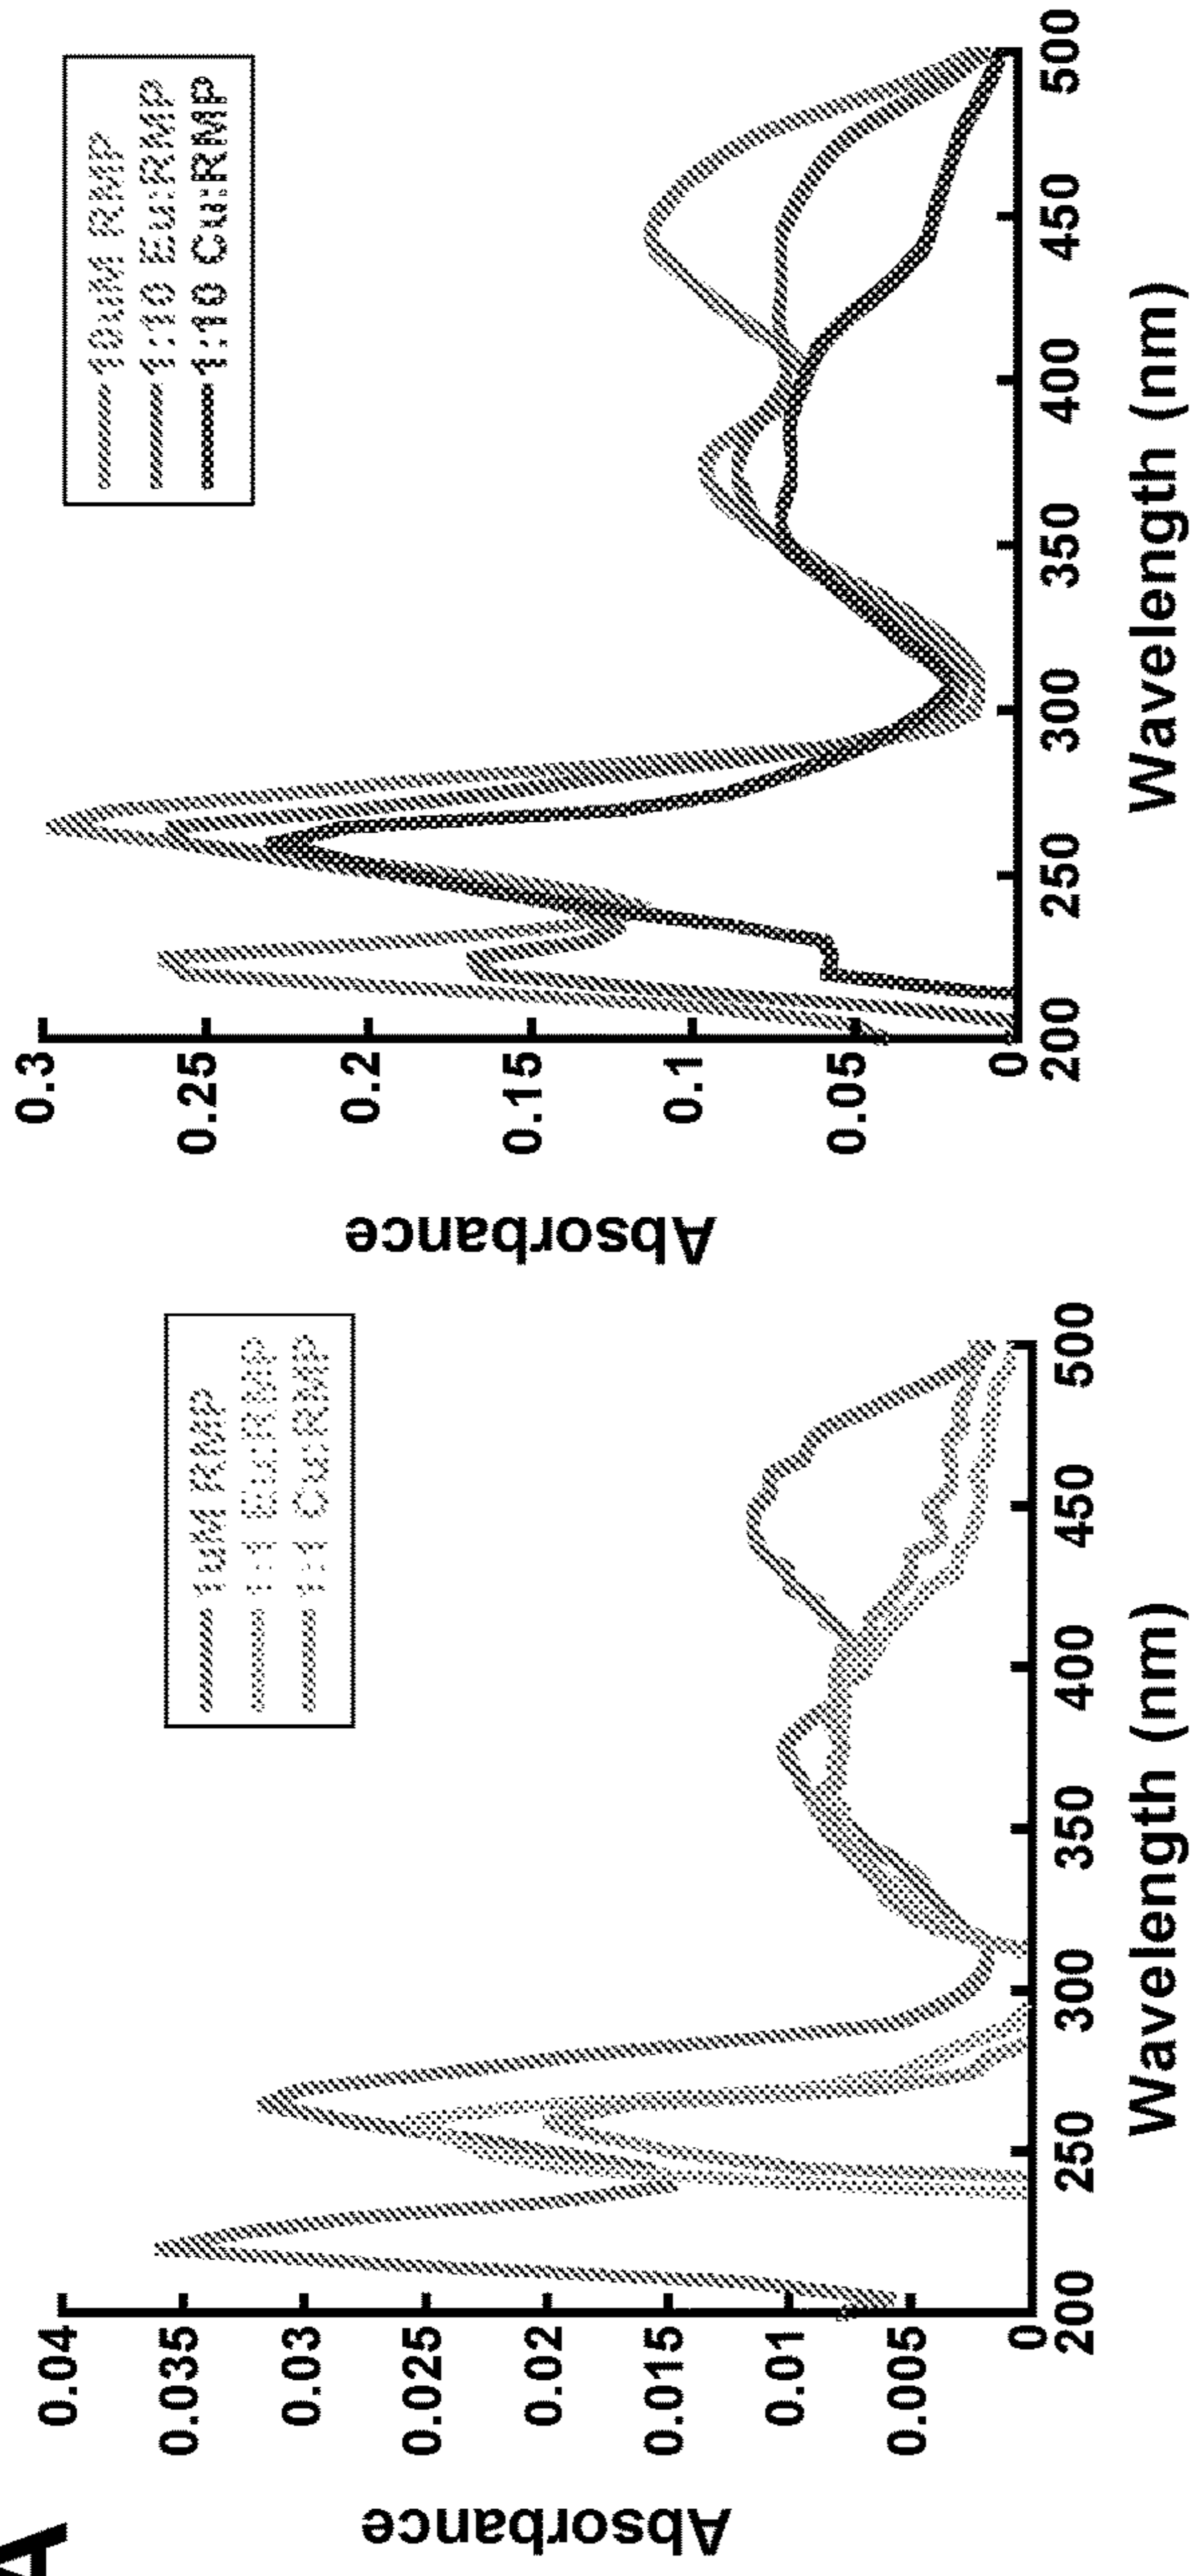 A
Absorbance
0.04
0.035
0.03
0.025
0.02
0.015
0.01
0.005
0
200
250
300
350
400
450
500
Wavelength (nm)
1uM RMP
1:1 Eu:RMP
1:1 Cu:RMP
Absorbance
0.3
0.25
0.2
0.15
0.1
0.05
0
200
250
300
350
400
450
500
Wavelength (nm)
10uM RMP
1:10 Eu:RMP
1:10 Cu:RMP